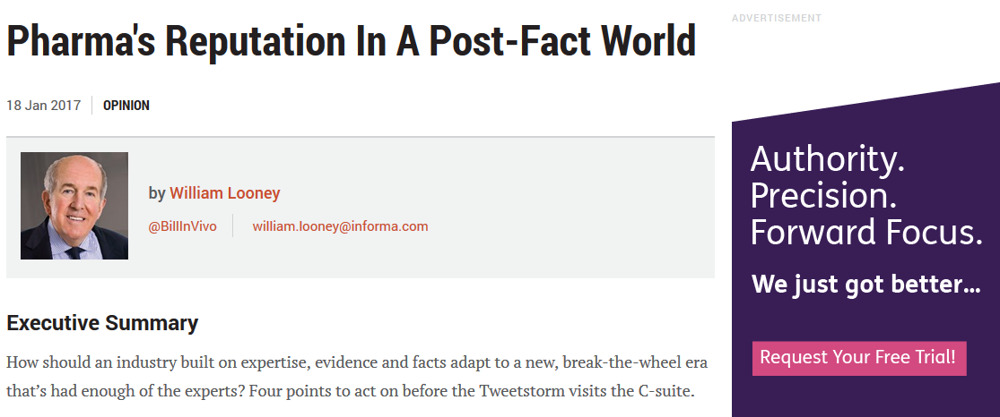 Pharma's Reputation In A Post-Fact World
18 Jan 2017 OPINION
by William Looney
@BillInVivo william.looney@informa.com
Executive Summary
How should an industry built on expertise, evidence and facts adapt to a new, break-the-wheel era
that’s had enough of the experts? Four points to act on before the Tweetstorm visits the C-suite.
ADVERTISEMENT
Authority.
Precision.
Forward Focus.
We just got better...
Request Your Free Trial!